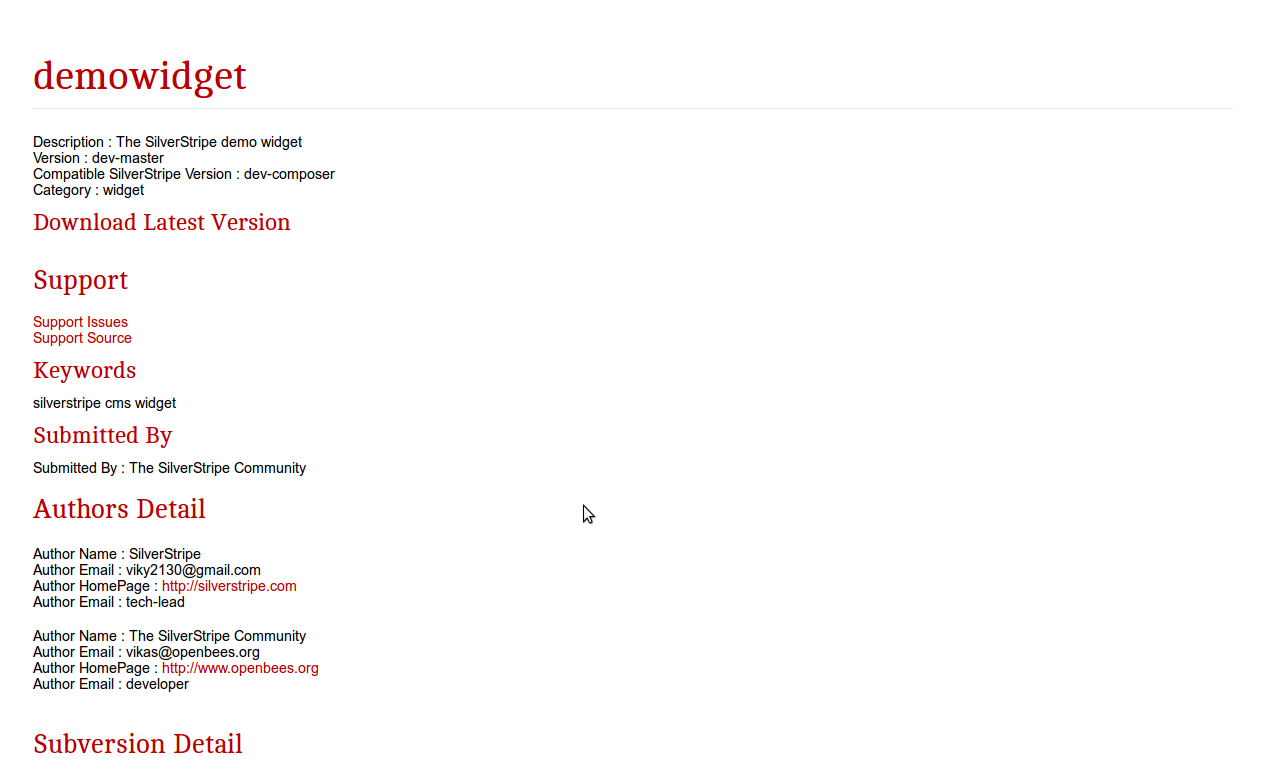 demowidget
Description : The SilverStripe demo widget
Version : dev-master
Compatible SilverStripe Version : dev-composer
Category : widget
Download Latest Version
Support
Support Issues
Support Source
Keywords
silverstripe cms widget
Submitted By
Submitted By : The SilverStripe Community
Authors Detail
Author Name : SilverStripe
Author Email : viky2130@gmail.com
Author HomePage : http://silverstripe.com
Author Email : tech-lead
Author Name : The SilverStripe Community
Author Email : vikas@openbees.org
Author HomePage : http://www.openbees.org
Author Email : developer
Subversion Detail